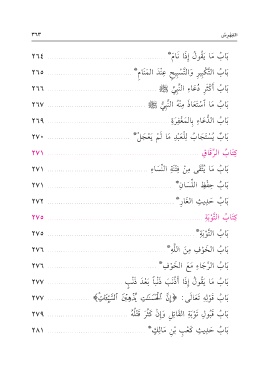 الفهرس ٣٦٣
بَابُ مَا يَقُولُ إِذَا نَامَ* ٢٦٤
بَابُ التَّكْبِيرِ وَالتَّسْبِيحِ عِنْدَ المَنَامِ* ٢٦٥
بَابُ أَكْثَرِ دُعَاءِ النَّبِيِّ ﷺ ٢٦٦
بَابُ مَا اسْتَعَاذَ مِنْهُ النَّبِيُّ ﷺ ٢٦٧
بَابُ الدُّعَاءِ بِالمَغْفِرَةِ ٢٦٩
بَابٌ يُسْتَجَابُ لِلْعَبْدِ مَا لَمْ يَعْجَلْ* ٢٧٠
كِتَابُ الرِّقَاقِ ٢٧١
بَابُ مَا يُتَّقَى مِنْ فِتْنَةِ النِّسَاءِ ٢٧١
بَابُ حِفْظِ اللِّسَانِ* ٢٧١
بَابُ حَدِيثِ الغَارِ* ٢٧٢
كِتَابُ التَّوْبَةِ ٢٧٥
بَابُ التَّوْبَةِ* ٢٧٥
بَابُ الخَوْفِ مِنَ اللَّهِ* ٢٧٦
بَابُ الرَّجَاءِ مَعَ الخَوْفِ* ٢٧٦
بَابُ مَا يَقُولُ إِذَا أَذْنَبَ ذَنْباً بَعْدَ ذَنْبٍ ٢٧٧
بَابُ قَوْلِهِ تَعَالَى: ﴿إِنَّ الْحَسَنَاتِ يُذْهِبْنَ السَّيِّئَاتِ﴾ ٢٧٧
بَابُ قَبُولِ تَوْبَةِ القَاتِلِ وَإِنْ كَثُرَ قَتْلُهُ ٢٧٩
بَابُ حَدِيثِ كَعْبِ بْنِ مَالِكٍ* ٢٨١